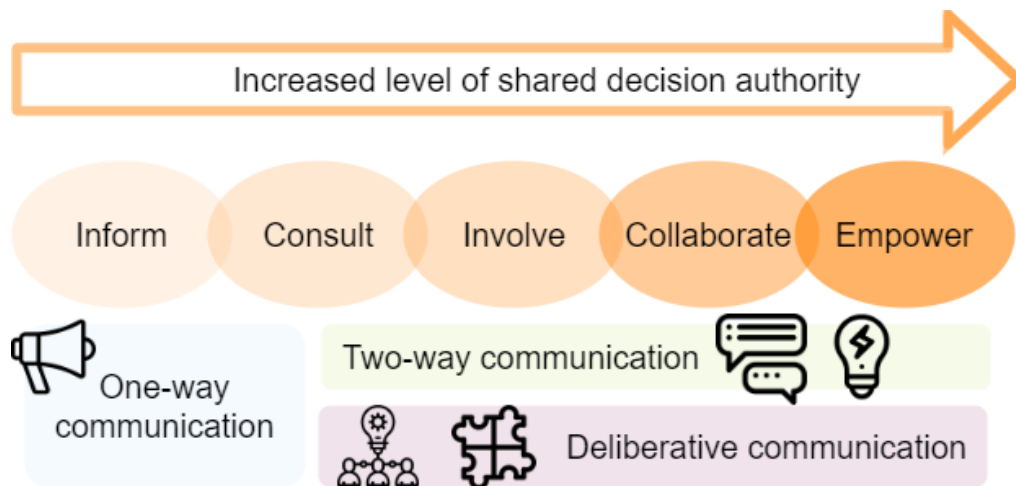 Increased level of shared decision authority
Inform
Consult
Involve
Collaborate
Empower
One-way
communication
Two-way communication
Deliberative communication